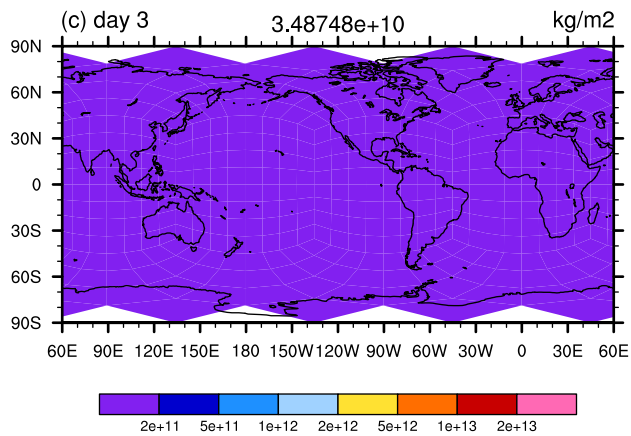 (c) day 3 3.48748e+10 kg/m2
90N
60N
30N
0
30S
60S
90S
60E 90E 120E 150E 180 150W 120W 90W 60W 30W 0 30E 60E
2e+11 5e+11 1e+12 2e+12 5e+12 1e+13 2e+13